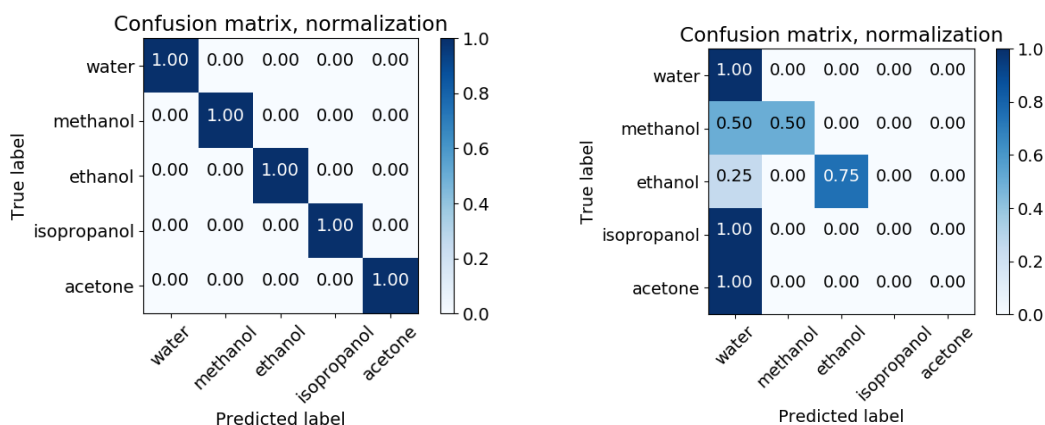 Confusion matrix, normalization
True label
water 1.00 0.00 0.00 0.00 0.00
methanol 0.00 1.00 0.00 0.00 0.00
ethanol 0.00 0.00 1.00 0.00 0.00
isopropanol 0.00 0.00 0.00 1.00 0.00
acetone 0.00 0.00 0.00 0.00 1.00
water methanol ethanol isopropanol acetone
Predicted label
1.0
0.8
0.6
0.4
0.2
0.0
Confusion matrix, normalization
True label
water 1.00 0.00 0.00 0.00 0.00
methanol 0.50 0.50 0.00 0.00 0.00
ethanol 0.25 0.00 0.75 0.00 0.00
isopropanol 1.00 0.00 0.00 0.00 0.00
acetone 1.00 0.00 0.00 0.00 0.00
water methanol ethanol isopropanol acetone
Predicted label
1.0
0.8
0.6
0.4
0.2
0.0